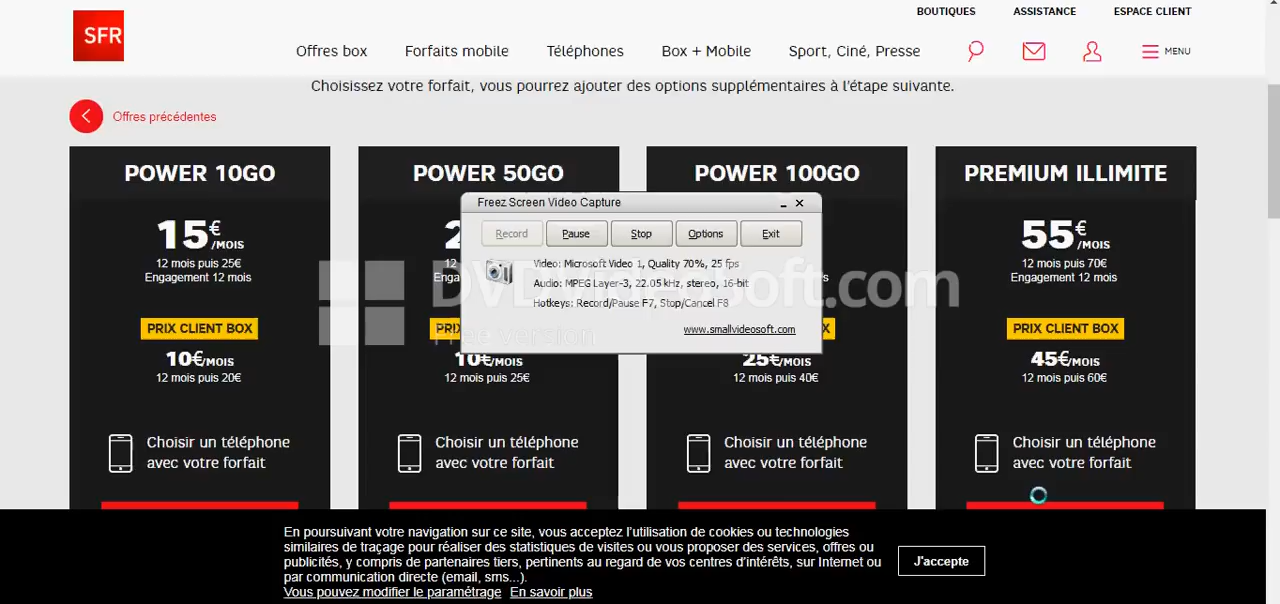 SFR
BOUTIQUES ASSISTANCE ESPACE CLIENT
Offres box Forfaits mobile Téléphones Box + Mobile Sport, Ciné, Presse MENU
Choisissez votre forfait, vous pourrez ajouter des options supplémentaires à l'étape suivante.
Offres précédentes
POWER 10GO POWER 50GO POWER 100GO PREMIUM ILLIMITE
Freez Screen Video Capture
Record Pause Stop Options Exit
Video: Microsoft Video 1, Quality 70%, 25 fps
Audio: MPEG Layer-3, 22.05 kHz, stereo, 16-bit
Hotkeys: Record/Pause F7, Stop/Cancel F8
www.smallvideosoft.com
DVDVideoSoft.com
Free version
15€/MOIS
12 mois puis 25€
Engagement 12 mois
PRIX CLIENT BOX
10€/MOIS
12 mois puis 20€
10€/MOIS
12 mois puis 25€
25€/MOIS
12 mois puis 40€
55€/MOIS
12 mois puis 70€
Engagement 12 mois
PRIX CLIENT BOX
45€/MOIS
12 mois puis 60€
Choisir un téléphone
avec votre forfait
Choisir un téléphone
avec votre forfait
Choisir un téléphone
avec votre forfait
Choisir un téléphone
avec votre forfait
En poursuivant votre navigation sur ce site, vous acceptez l'utilisation de cookies ou technologies
similaires de traçage pour réaliser des statistiques de visites ou vous proposer des services, offres ou
publicités, y compris de partenaires tiers, pertinents au regard de vos centres d'intérêts, sur Internet ou
par communication directe (email, sms...).
Vous pouvez modifier le paramétrage En savoir plus
J'accepte